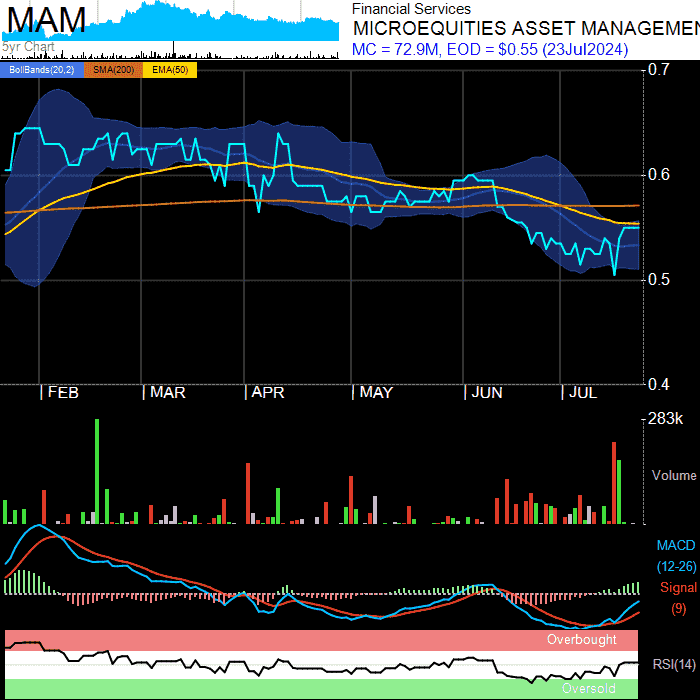 MAM
5yr Chart
Financial Services
MICROEQUITIES ASSET MANAGEMEN
MC = 72.9M, EOD = $0.55 (23Jul2024)
BollBands(20,2) SMA(200) EMA(50)
0.7
0.6
0.5
0.4
FEB MAR APR MAY JUN JUL
283k
Volume
MACD
(12-26)
Signal
(9)
Overbought
RSI(14)
Oversold